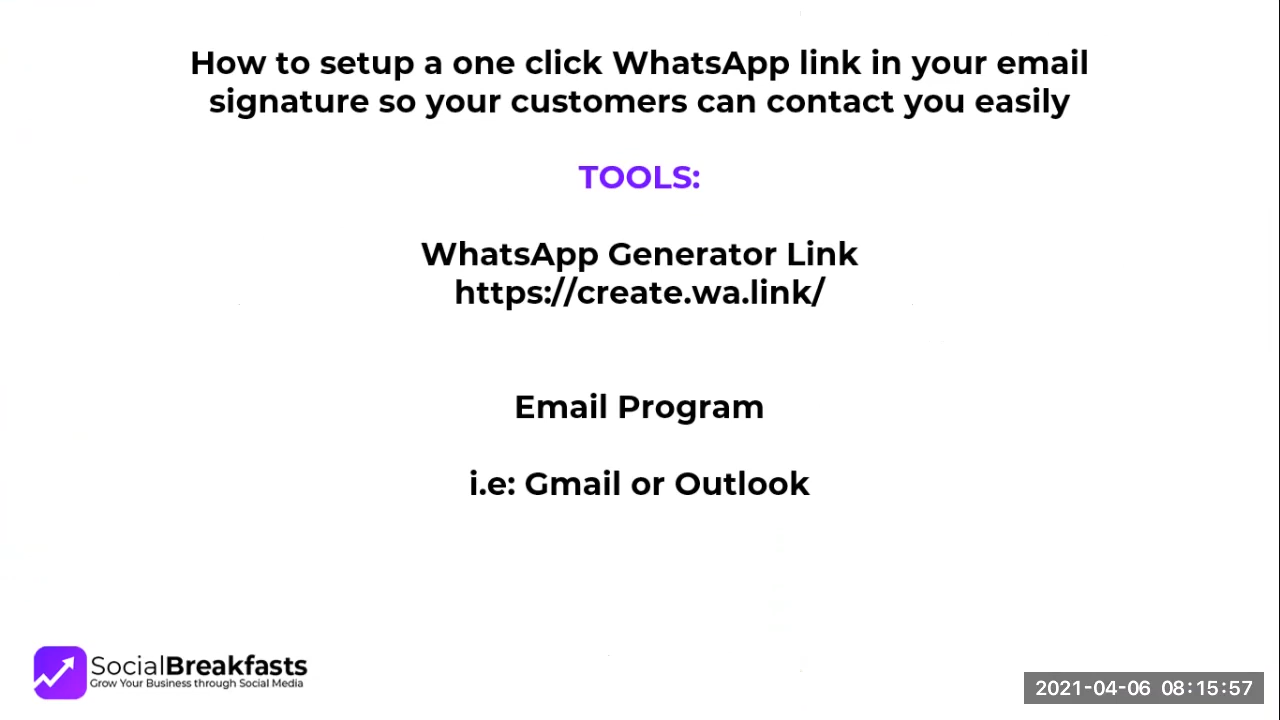 How to setup a one click WhatsApp link in your email
signature so your customers can contact you easily
TOOLS:
WhatsApp Generator Link
https://create.wa.link/
Email Program
i.e: Gmail or Outlook
SocialBreakfasts
Grow Your Business through Social Media
2021-04-06 08:15:57